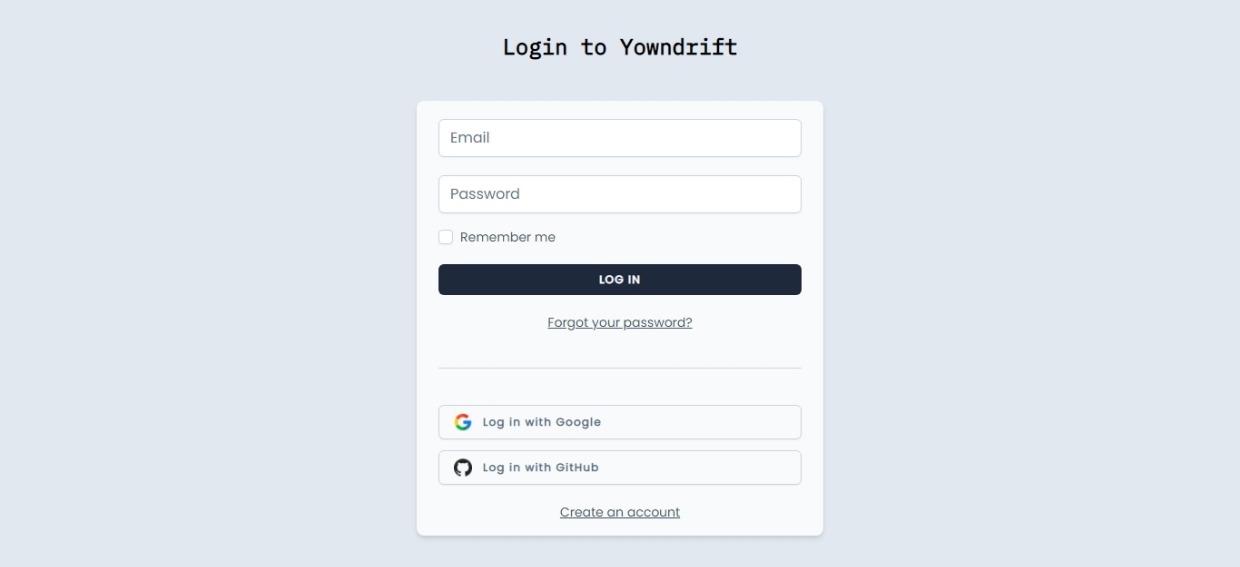 Login to Yowndrift
Email
Password
Remember me
LOG IN
Forgot your password?
Log in with Google
Log in with GitHub
Create an account